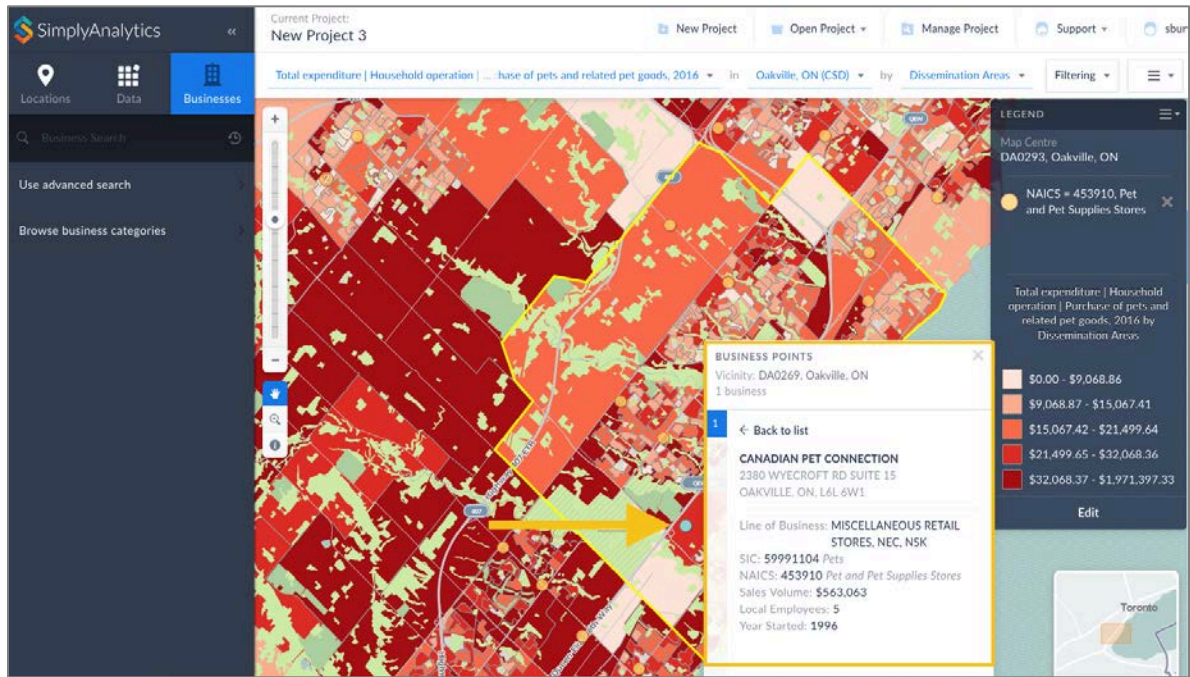 SimplyAnalytics «
Current Project:
New Project 3
New Project
Open Project
Manage Project
Support
sbur
Locations
Data
Businesses
Total expenditure | Household operation | ... :hase of pets and related pet goods, 2016 in Oakville, ON (CSD) by Dissemination Areas
Filtering
Business Search
Use advanced search
Browse business categories
+
−
QEW
407
Highway 407 ETR
LEGEND
Map Centre
DA0293, Oakville, ON
NAICS = 453910, Pet
and Pet Supplies Stores
Total expenditure | Household
operation | Purchase of pets and
related pet goods, 2016 by
Dissemination Areas
$0.00 - $9,068.86
$9,068.87 - $15,067.41
$15,067.42 - $21,499.64
$21,499.65 - $32,068.36
$32,068.37 - $1,971,397.33
Edit
BUSINESS POINTS
Vicinity: DA0269, Oakville, ON
1 business
1
← Back to list
CANADIAN PET CONNECTION
2380 WYECROFT RD SUITE 15
OAKVILLE, ON, L6L 6W1
Line of Business: MISCELLANEOUS RETAIL
STORES, NEC, NSK
SIC: 59991104 Pets
NAICS: 453910 Pet and Pet Supplies Stores
Sales Volume: $563,063
Local Employees: 5
Year Started: 1996
Toronto